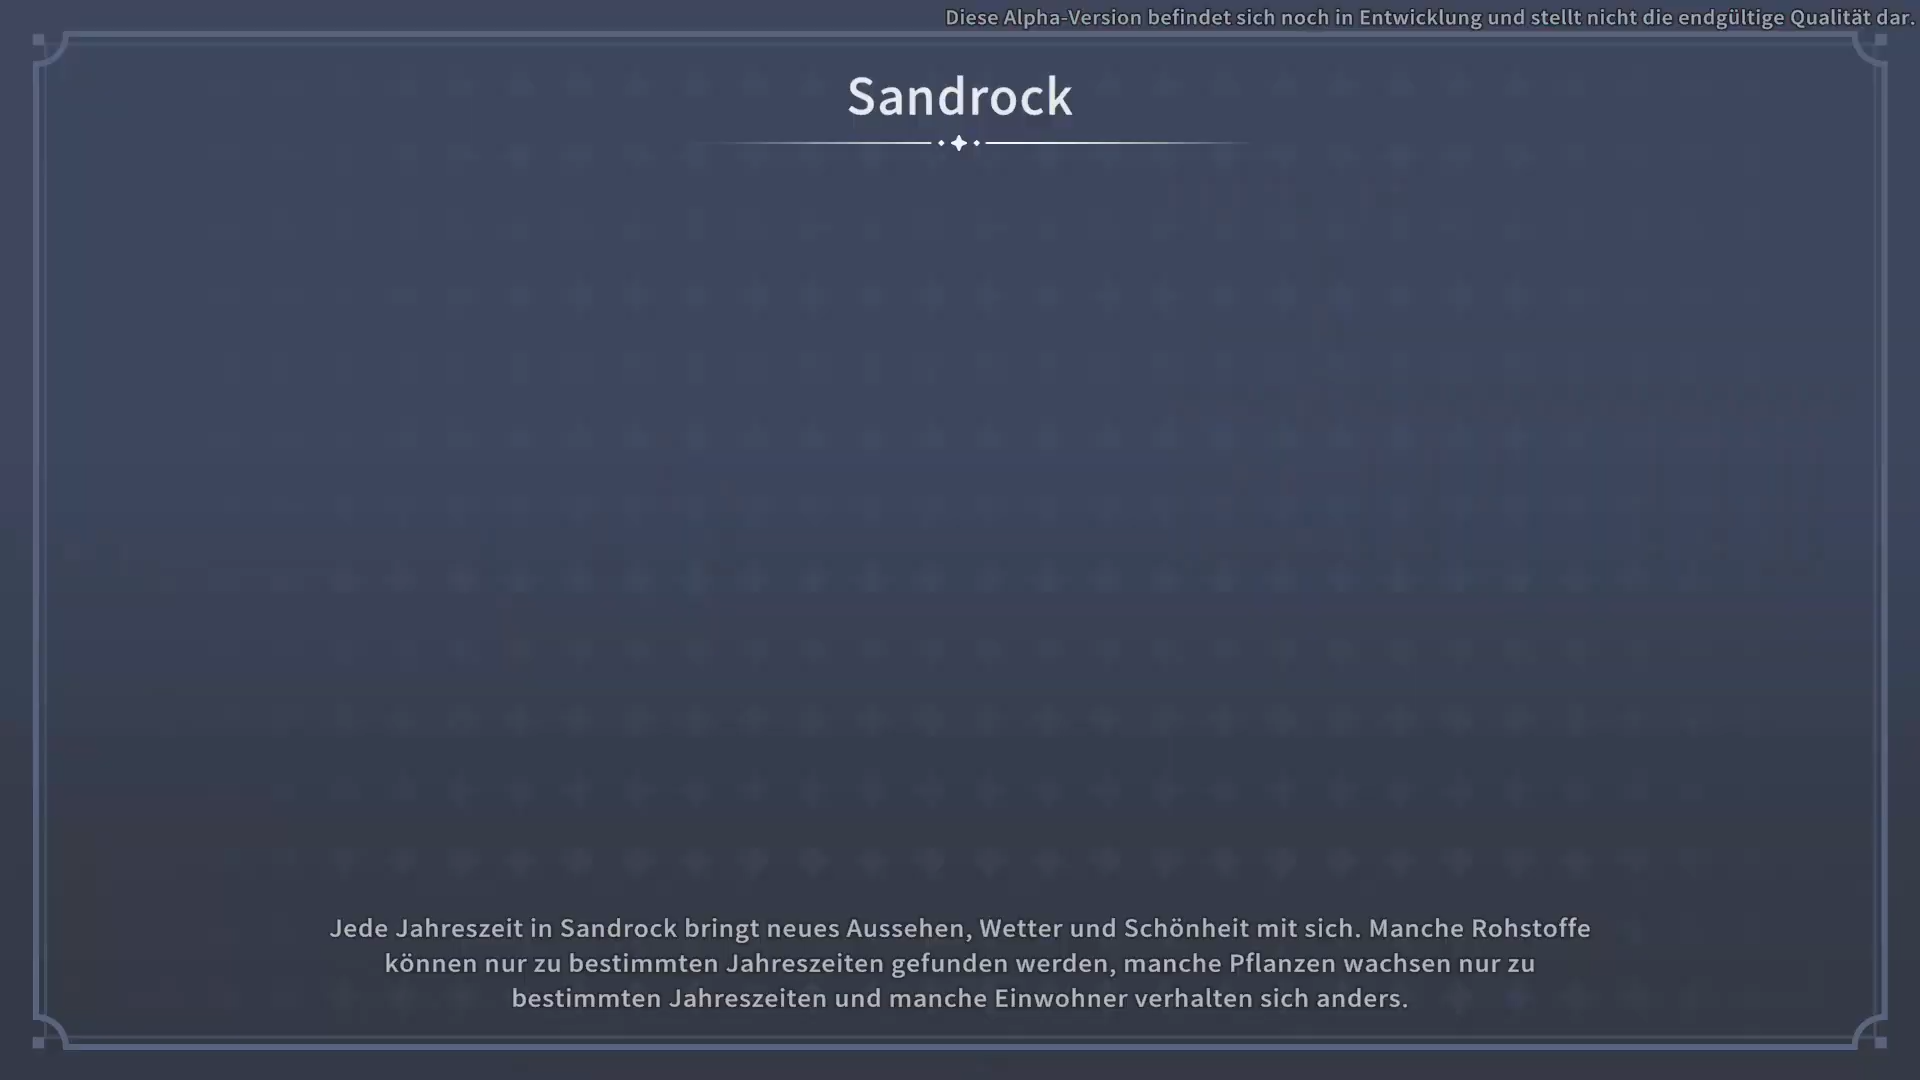 Diese Alpha-Version befindet sich noch in Entwicklung und stellt nicht die endgültige Qualität dar.
Sandrock
Jede Jahreszeit in Sandrock bringt neues Aussehen, Wetter und Schönheit mit sich. Manche Rohstoffe
können nur zu bestimmten Jahreszeiten gefunden werden, manche Pflanzen wachsen nur zu
bestimmten Jahreszeiten und manche Einwohner verhalten sich anders.